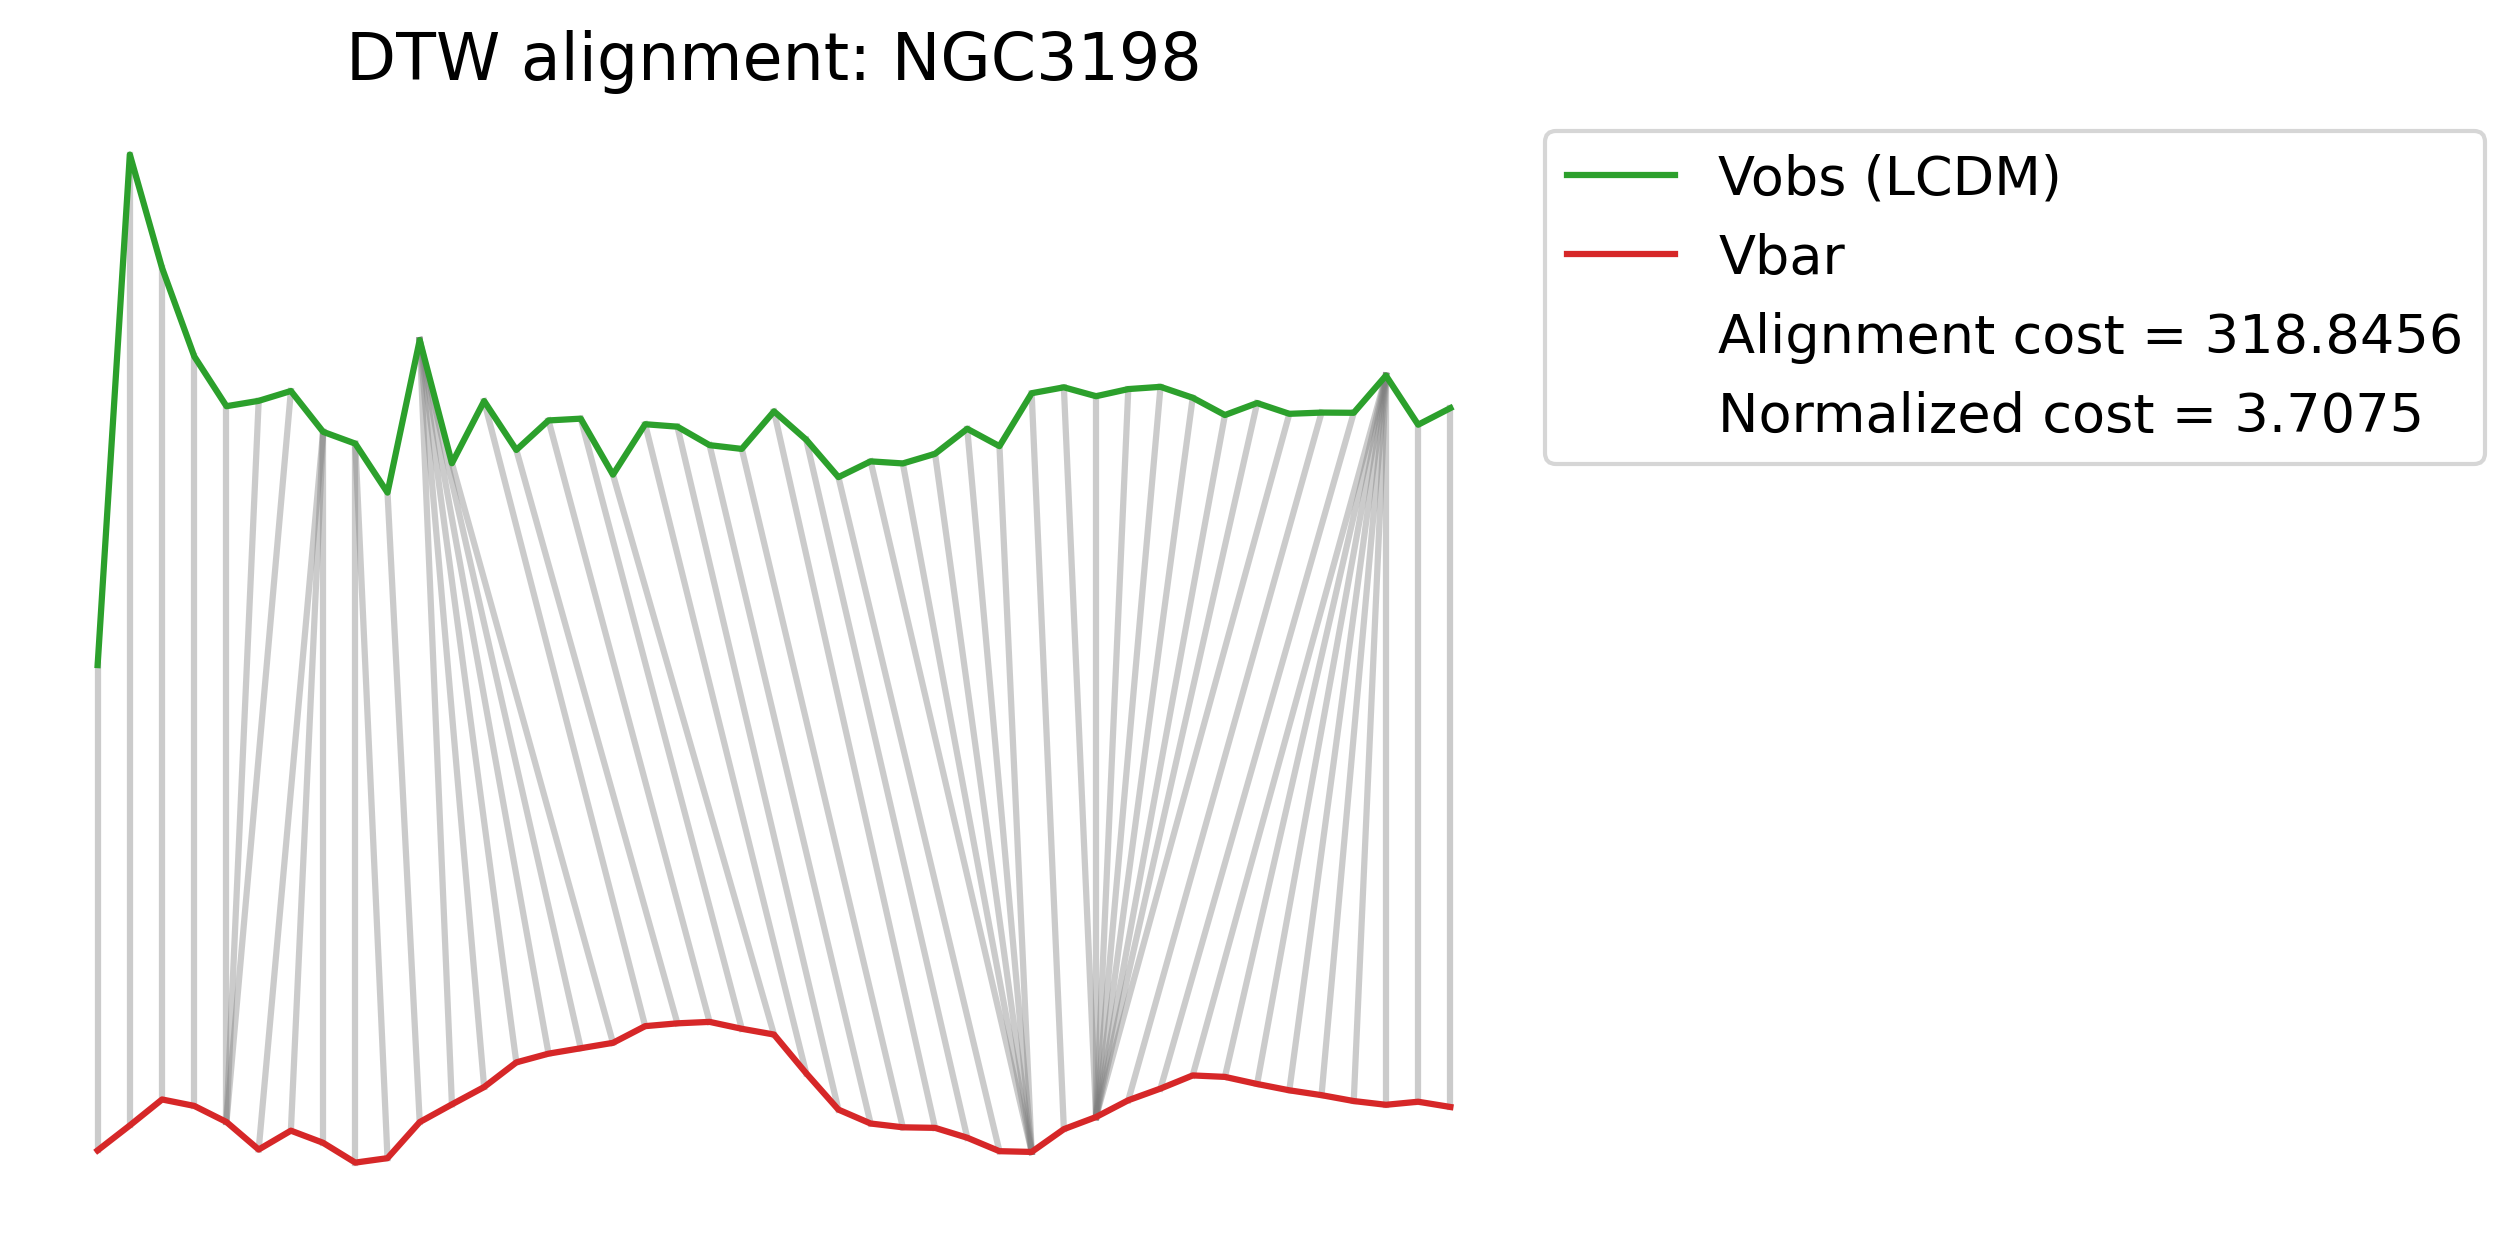 DTW alignment: NGC3198
Vobs (LCDM)
Vbar
Alignment cost = 318.8456
Normalized cost = 3.7075